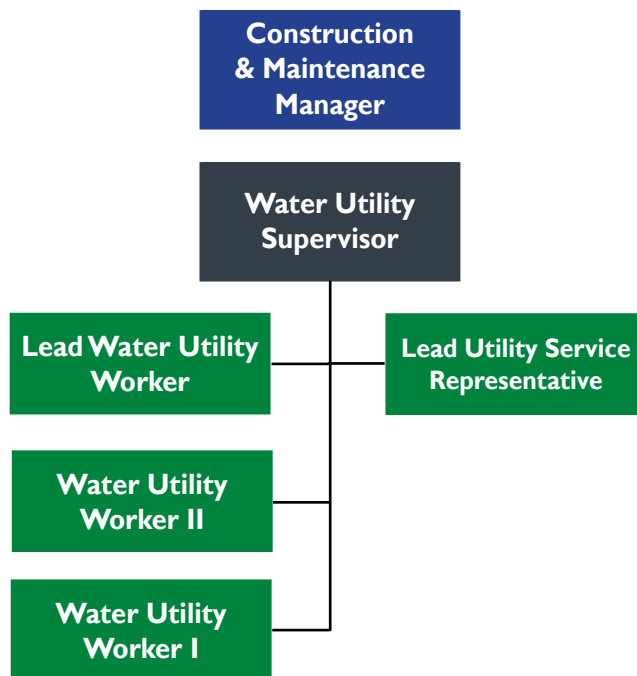 Construction
& Maintenance
Manager
Water Utility
Supervisor
Lead Water Utility
Worker
Lead Utility Service
Representative
Water Utility
Worker II
Water Utility
Worker I